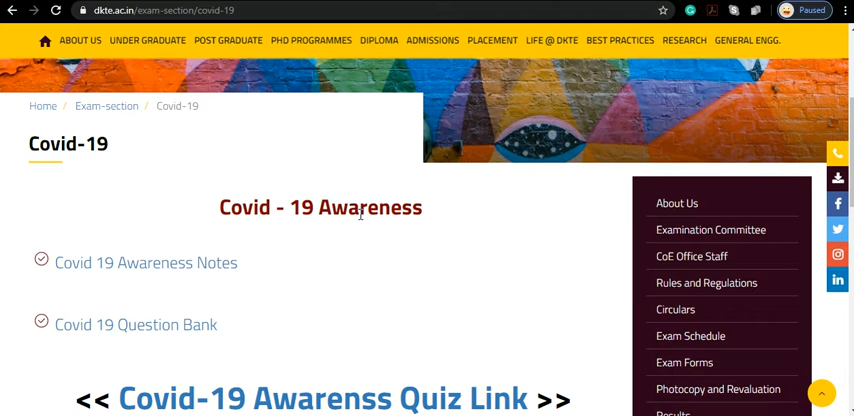 dkte.ac.in/exam-section/covid-19
Paused
ABOUT US UNDER GRADUATE POST GRADUATE PHD PROGRAMMES DIPLOMA ADMISSIONS PLACEMENT LIFE @ DKTE BEST PRACTICES RESEARCH GENERAL ENGG.
Home / Exam-section / Covid-19
Covid-19
Covid - 19 Awareness
Covid 19 Awareness Notes
Covid 19 Question Bank
<< Covid-19 Awarenss Quiz Link >>
About Us
Examination Committee
CoE Office Staff
Rules and Regulations
Circulars
Exam Schedule
Exam Forms
Photocopy and Revaluation
Results